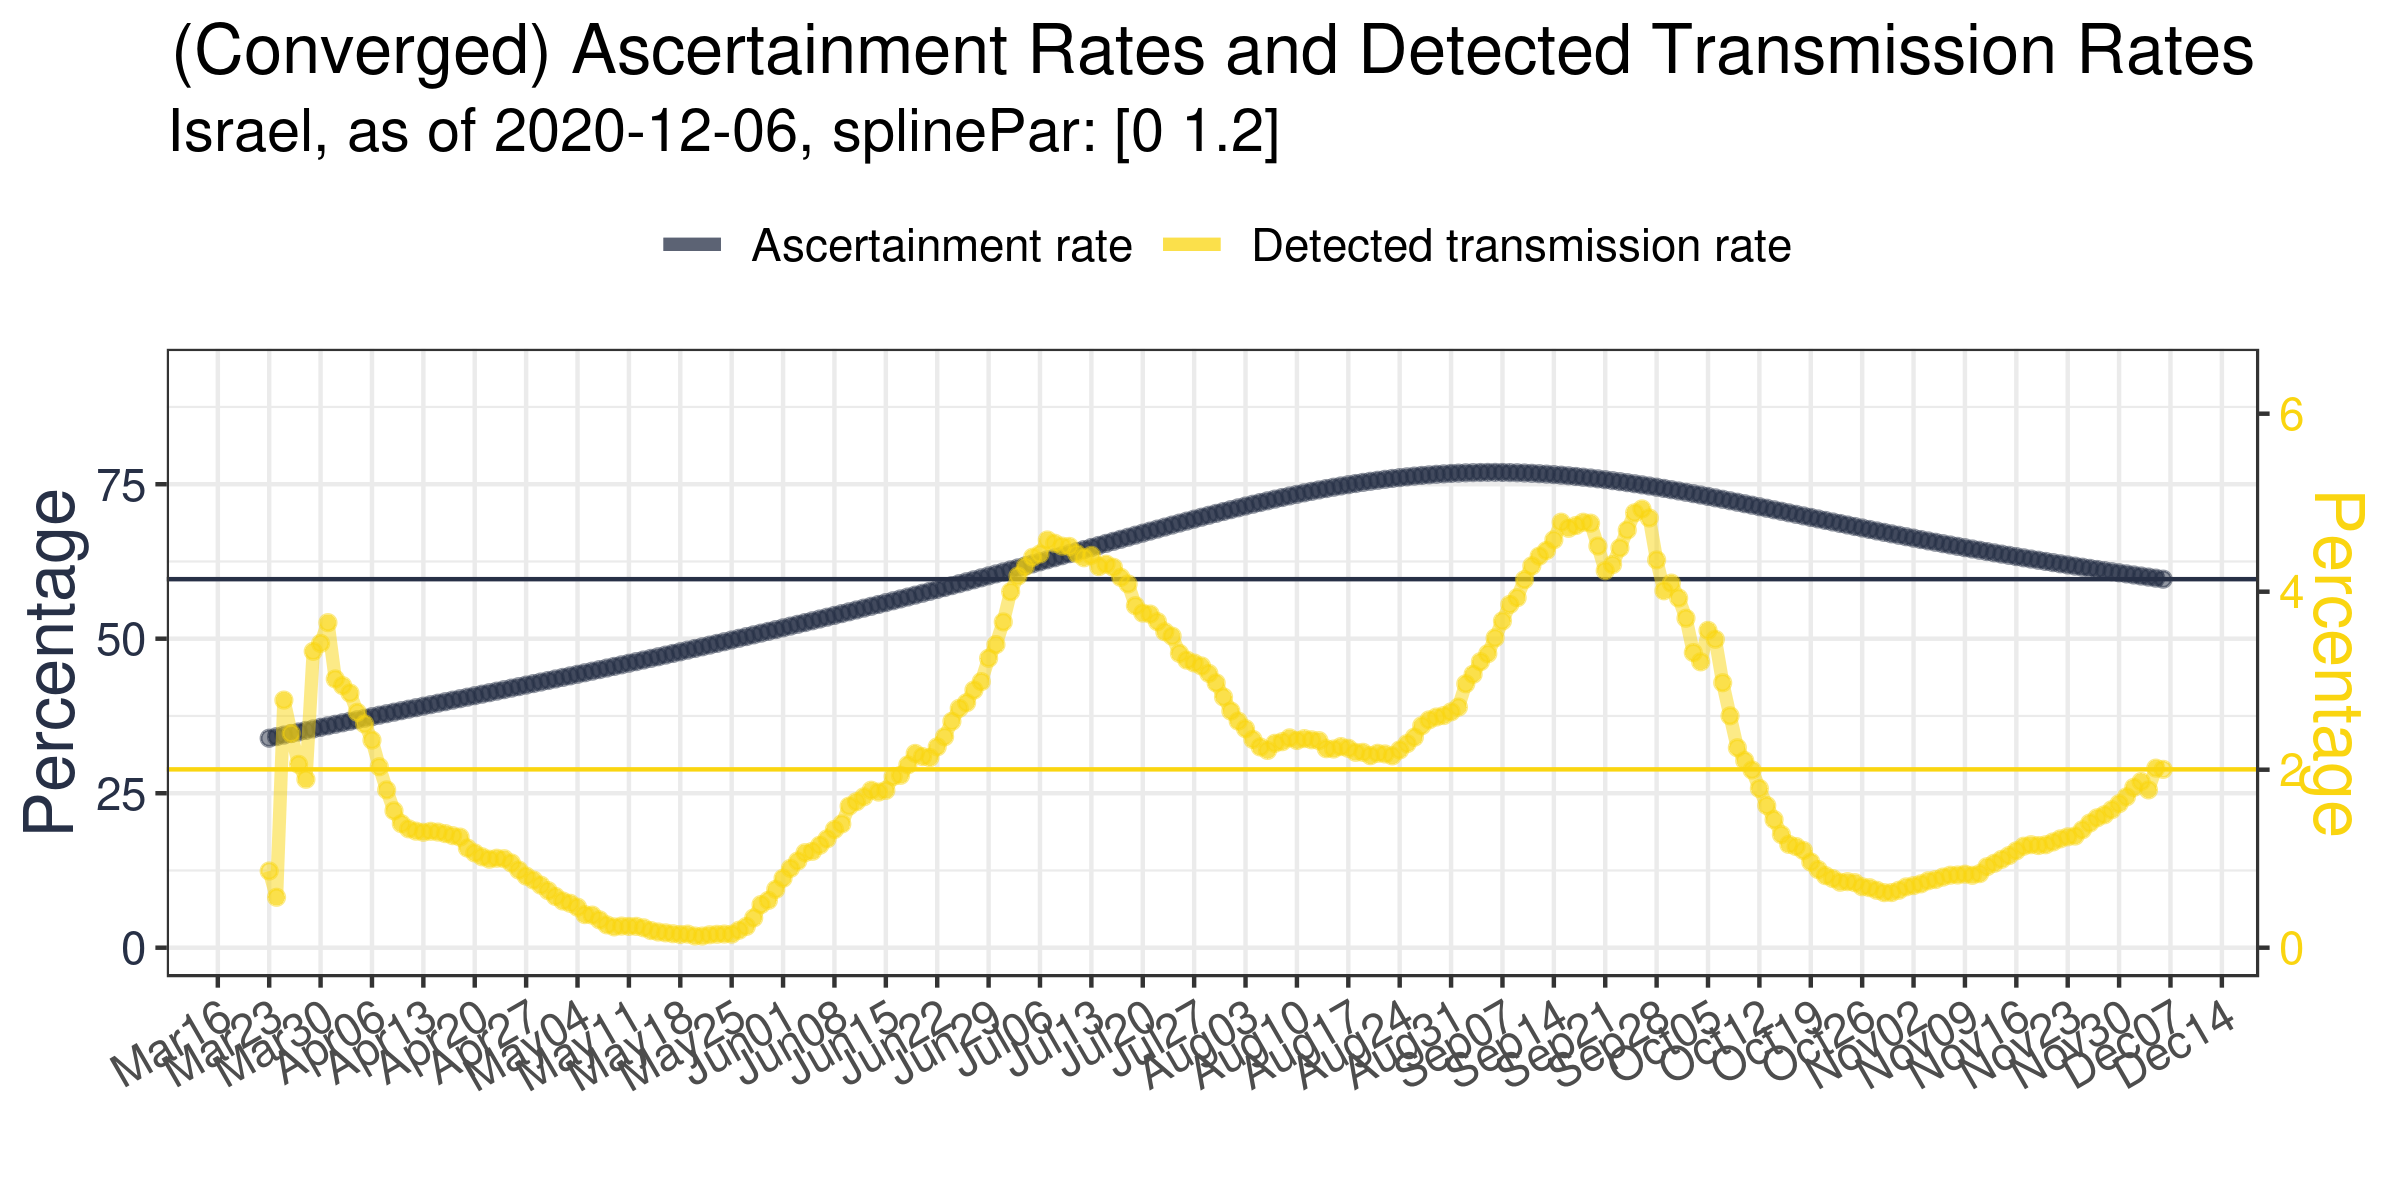 (Converged) Ascertainment Rates and Detected Transmission Rates
Israel, as of 2020-12-06, splinePar: [0 1.2]
Ascertainment rate Detected transmission rate
Percentage
75
50
25
0
6
4
2
0
Percentage
Mar16 Mar23 Mar30 Apr06 Apr13 Apr20 Apr27 May04 May11 May18 May25 Jun01 Jun08 Jun15 Jun22 Jun29 Jul06 Jul13 Jul20 Jul27 Aug03 Aug10 Aug17 Aug24 Aug31 Sep07 Sep14 Sep21 Sep28 Oct05 Oct12 Oct19 Oct26 Nov02 Nov09 Nov16 Nov23 Nov30 Dec07 Dec14